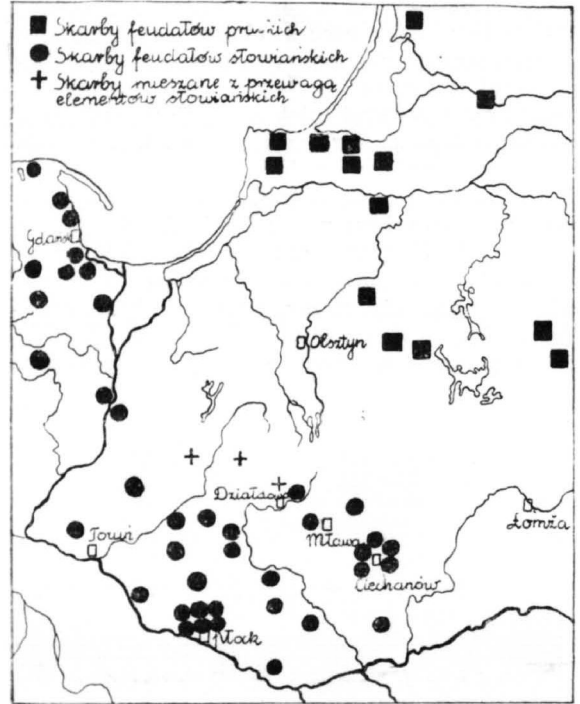 Skarby feudałów pruskich
Skarby feudałów słowiańskich
Skarby mieszane z przewagą
elementów słowiańskich
Gdańsk
Olsztyn
Działdowo
Toruń
Mława
Łomża
Ciechanów
Płock